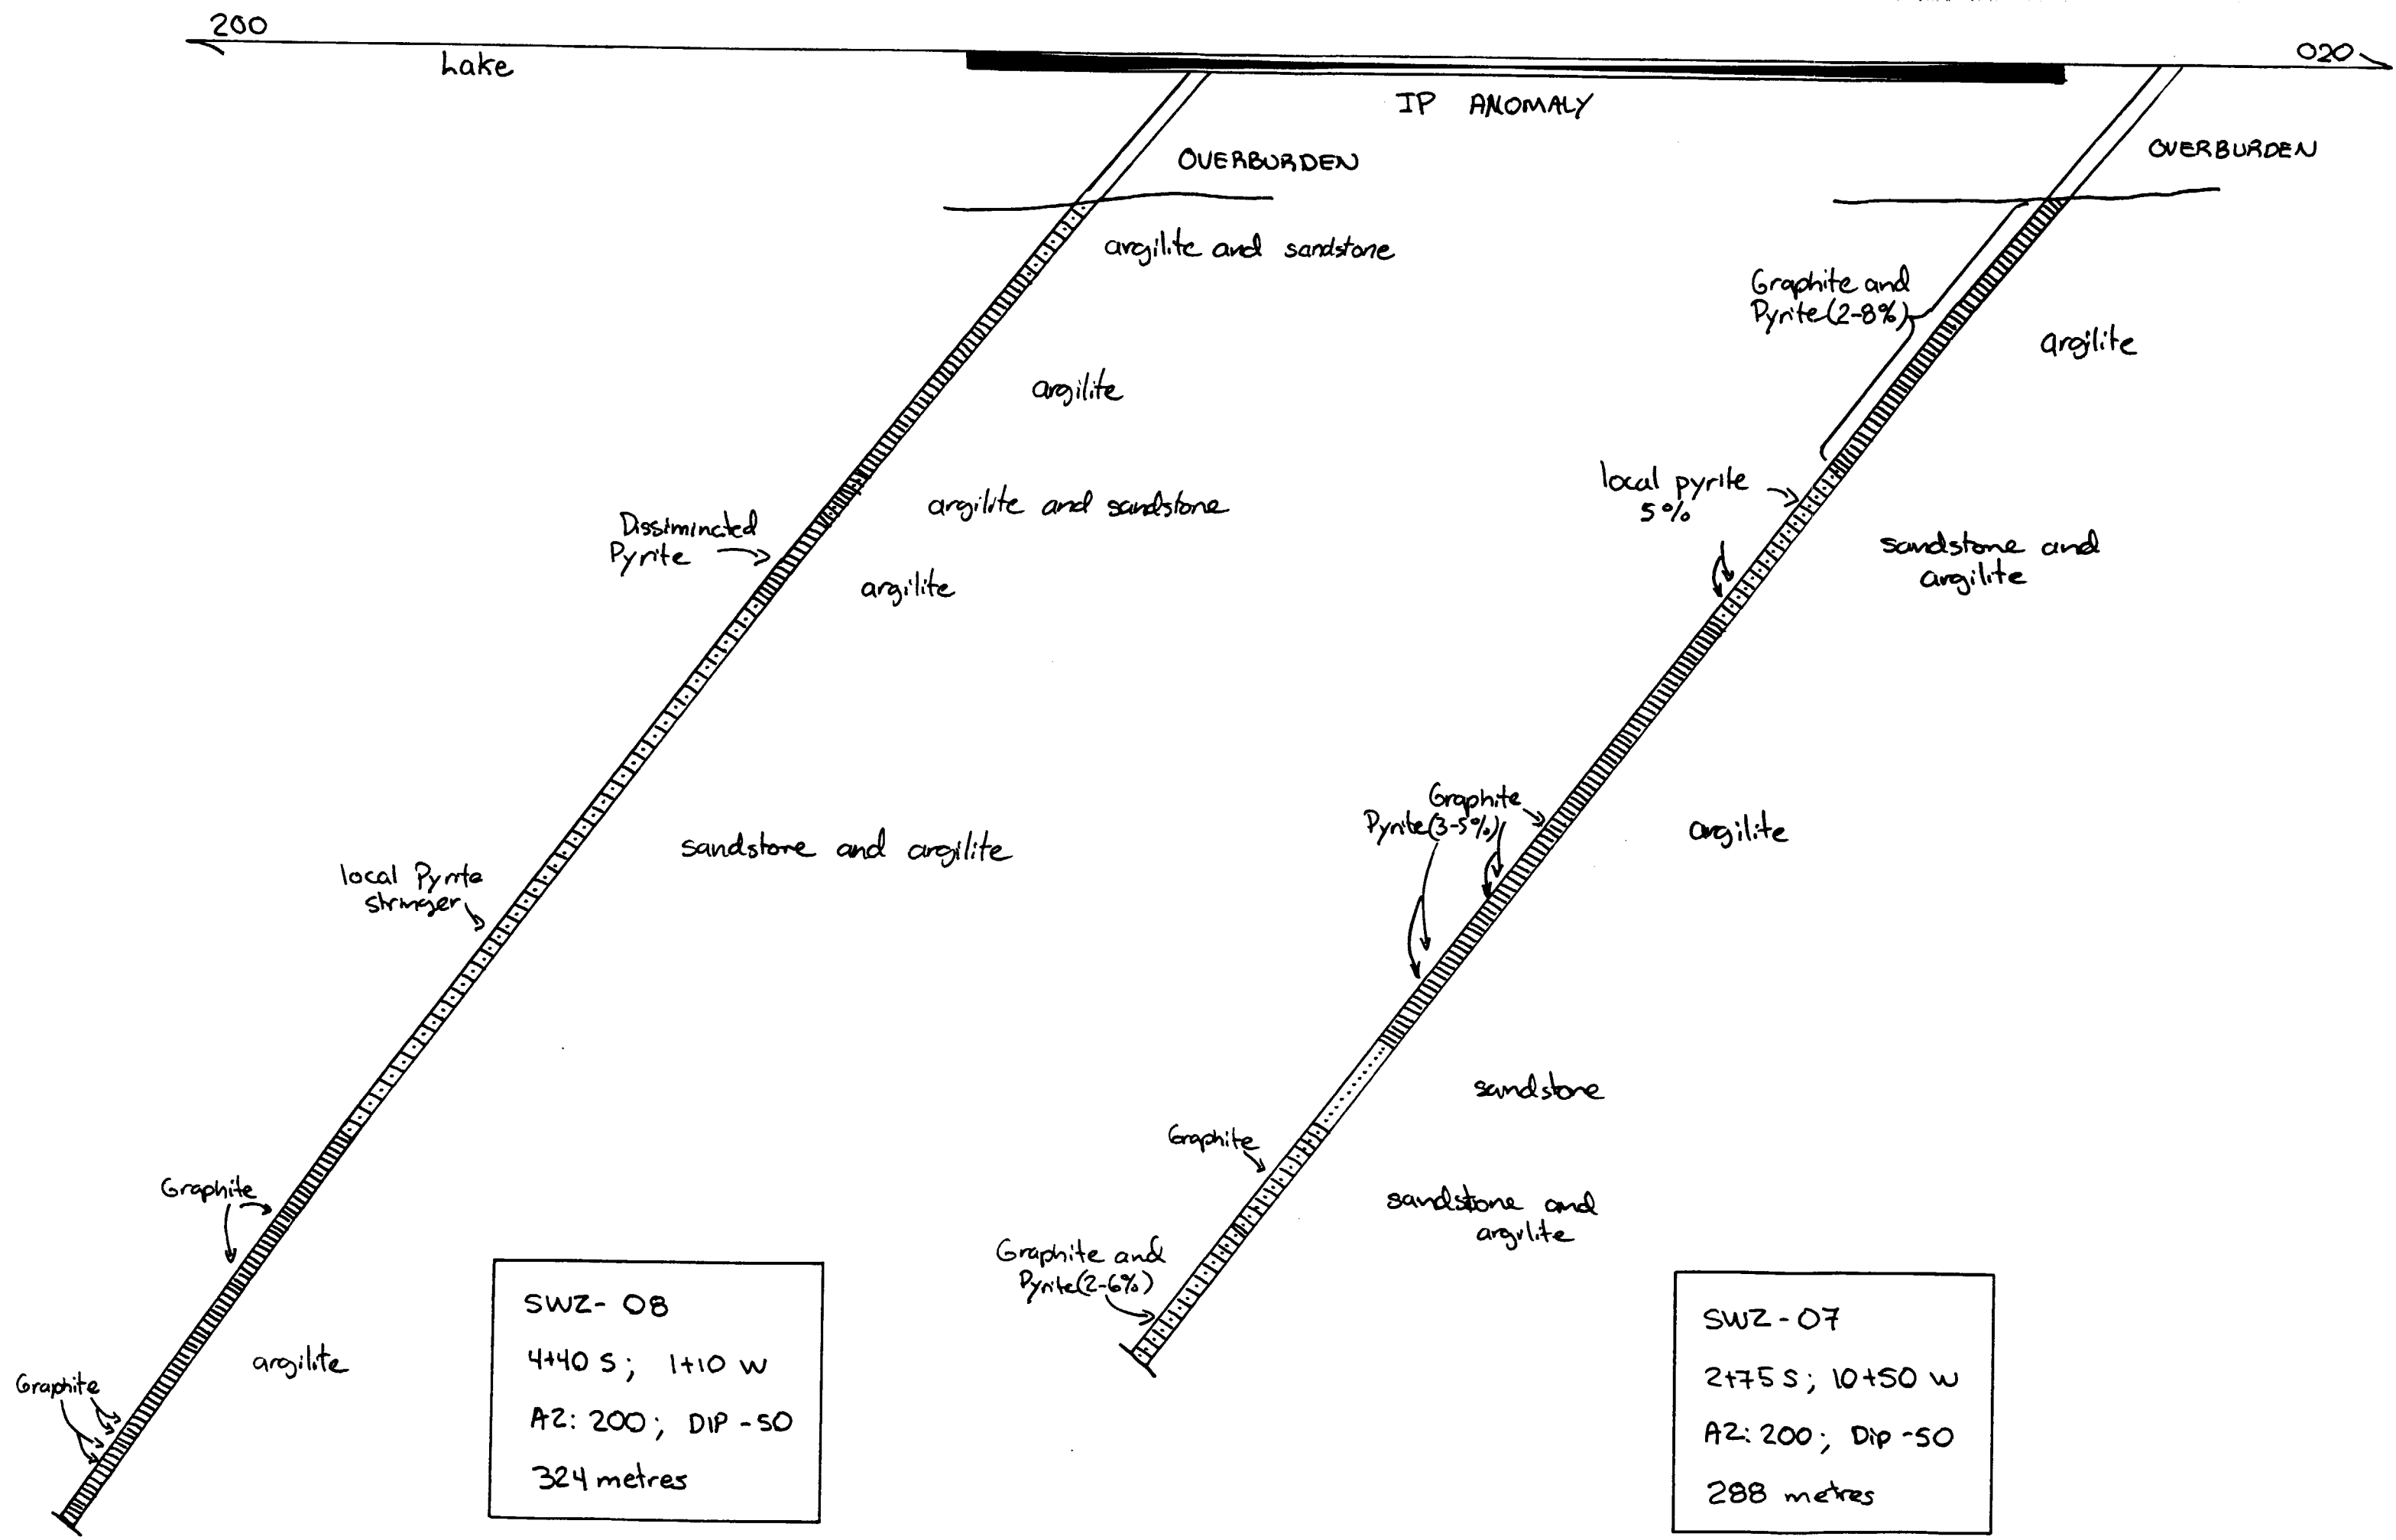 200
020
Lake
IP ANOMALY
OVERBURDEN
OVERBURDEN
argilite and sandstone
Graphite and
Pyrite (2-8%)
argilite
argilite
local pyrite
5%
argilite and sandstone
Dissiminated
Pyrite
sandstone and
argilite
argilite
Graphite
Pyrite (3-5%)
argilite
sandstone and argilite
local Pyrite
stringer
sandstone
Graphite
Graphite
sandstone and
argilite
Graphite and
Pyrite (2-6%)
argilite
Graphite
SWZ-08
4+40 S; 1+10 W
AZ: 200; DIP -50
324 metres
SWZ-07
2+75 S; 10+50 W
AZ: 200; Dip -50
288 metres